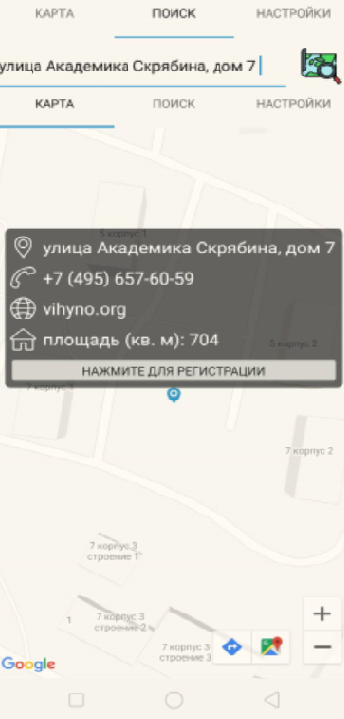 КАРТА ПОИСК НАСТРОЙКИ
улица Академика Скрябина, дом 7
КАРТА ПОИСК НАСТРОЙКИ
5 корпус 1
улица Академика Скрябина, дом 7
+7 (495) 657-60-59
vihyno.org
площадь (кв. м): 704
5 корпус 2
НАЖМИТЕ ДЛЯ РЕГИСТРАЦИИ
7 корпус 1
7 корпус 2
7 корпус 3
строение 1
1
7 корпус 3
строение 2
7 корпус 3
строение 3
+
−
Google